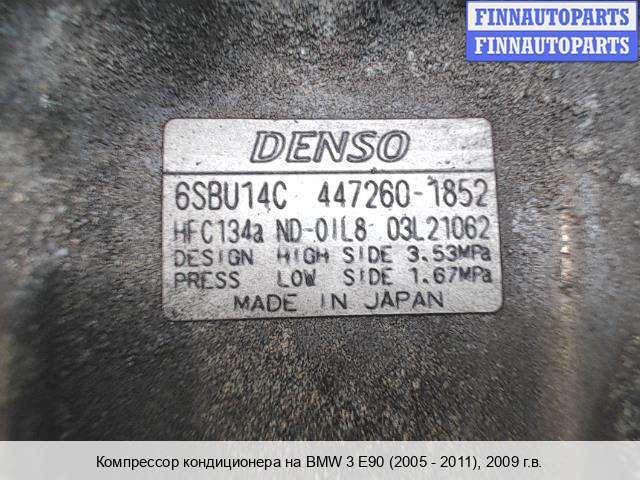 FINNAUTOPARTS
FINNAUTOPARTS
DENSO
6SBU14C 447260-1852
HFC134a ND-OIL8 03L21062
DESIGN HIGH SIDE 3.53MPa
PRESS LOW SIDE 1.67MPa
MADE IN JAPAN
Компрессор кондиционера на BMW 3 E90 (2005 - 2011), 2009 г.в.